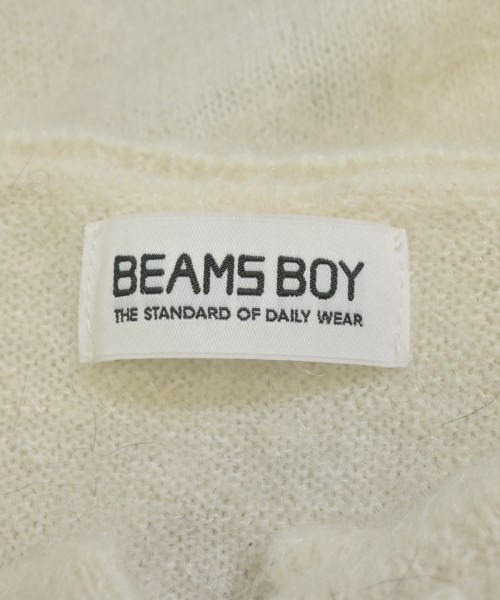 BEAMS BOY
THE STANDARD OF DAILY WEAR